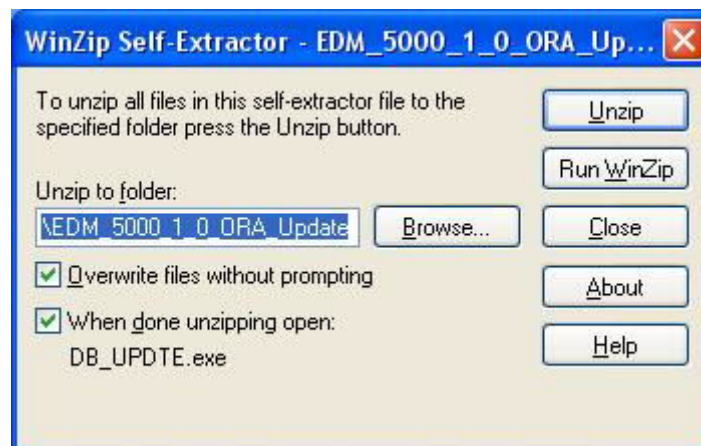 WinZip Self-Extractor - EDM_5000_1_0_ORA_Up...
To unzip all files in this self-extractor file to the
specified folder press the Unzip button.
Unzip to folder:
\EDM_5000_1_0_ORA_Update
Browse...
Overwrite files without prompting
When done unzipping open:
DB_UPDTE.exe
Unzip
Run WinZip
Close
About
Help